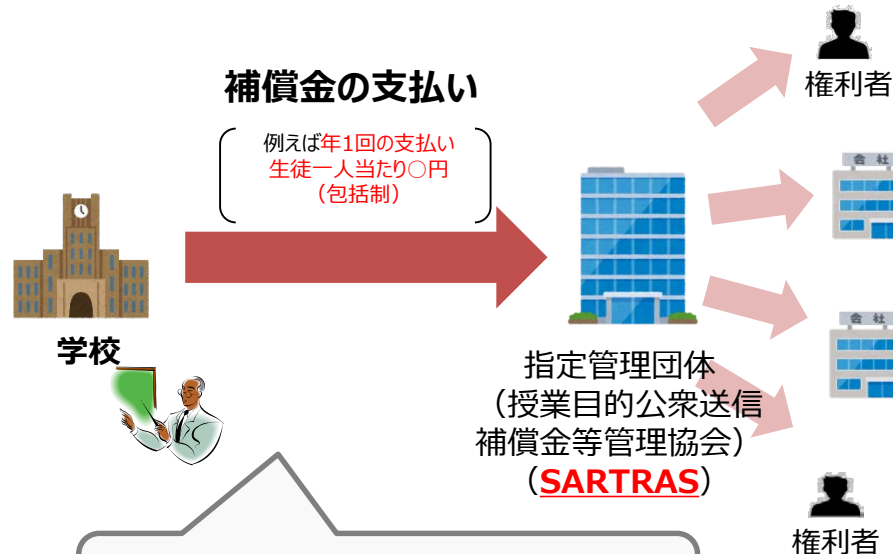 補償金の支払い
例えば年1回の支払い
生徒一人当たり○円
（包括制）
学校
指定管理団体
（授業目的公衆送信
補償金等管理協会）
（SARTRAS）
権利者
会 社
会 社
権利者